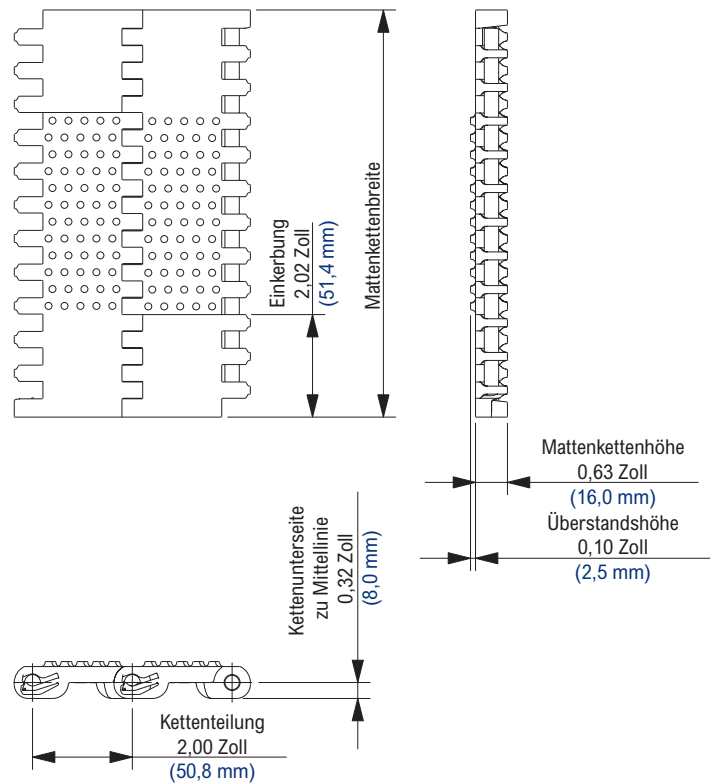 Einkerbung
2,02 Zoll
(51,4 mm)
Mattenkettenbreite
Mattenkettenhöhe
0,63 Zoll
(16,0 mm)
Überstandshöhe
0,10 Zoll
(2,5 mm)
Kettenunterseite
zu Mittellinie
0,32 Zoll
(8,0 mm)
Kettenteilung
2,00 Zoll
(50,8 mm)